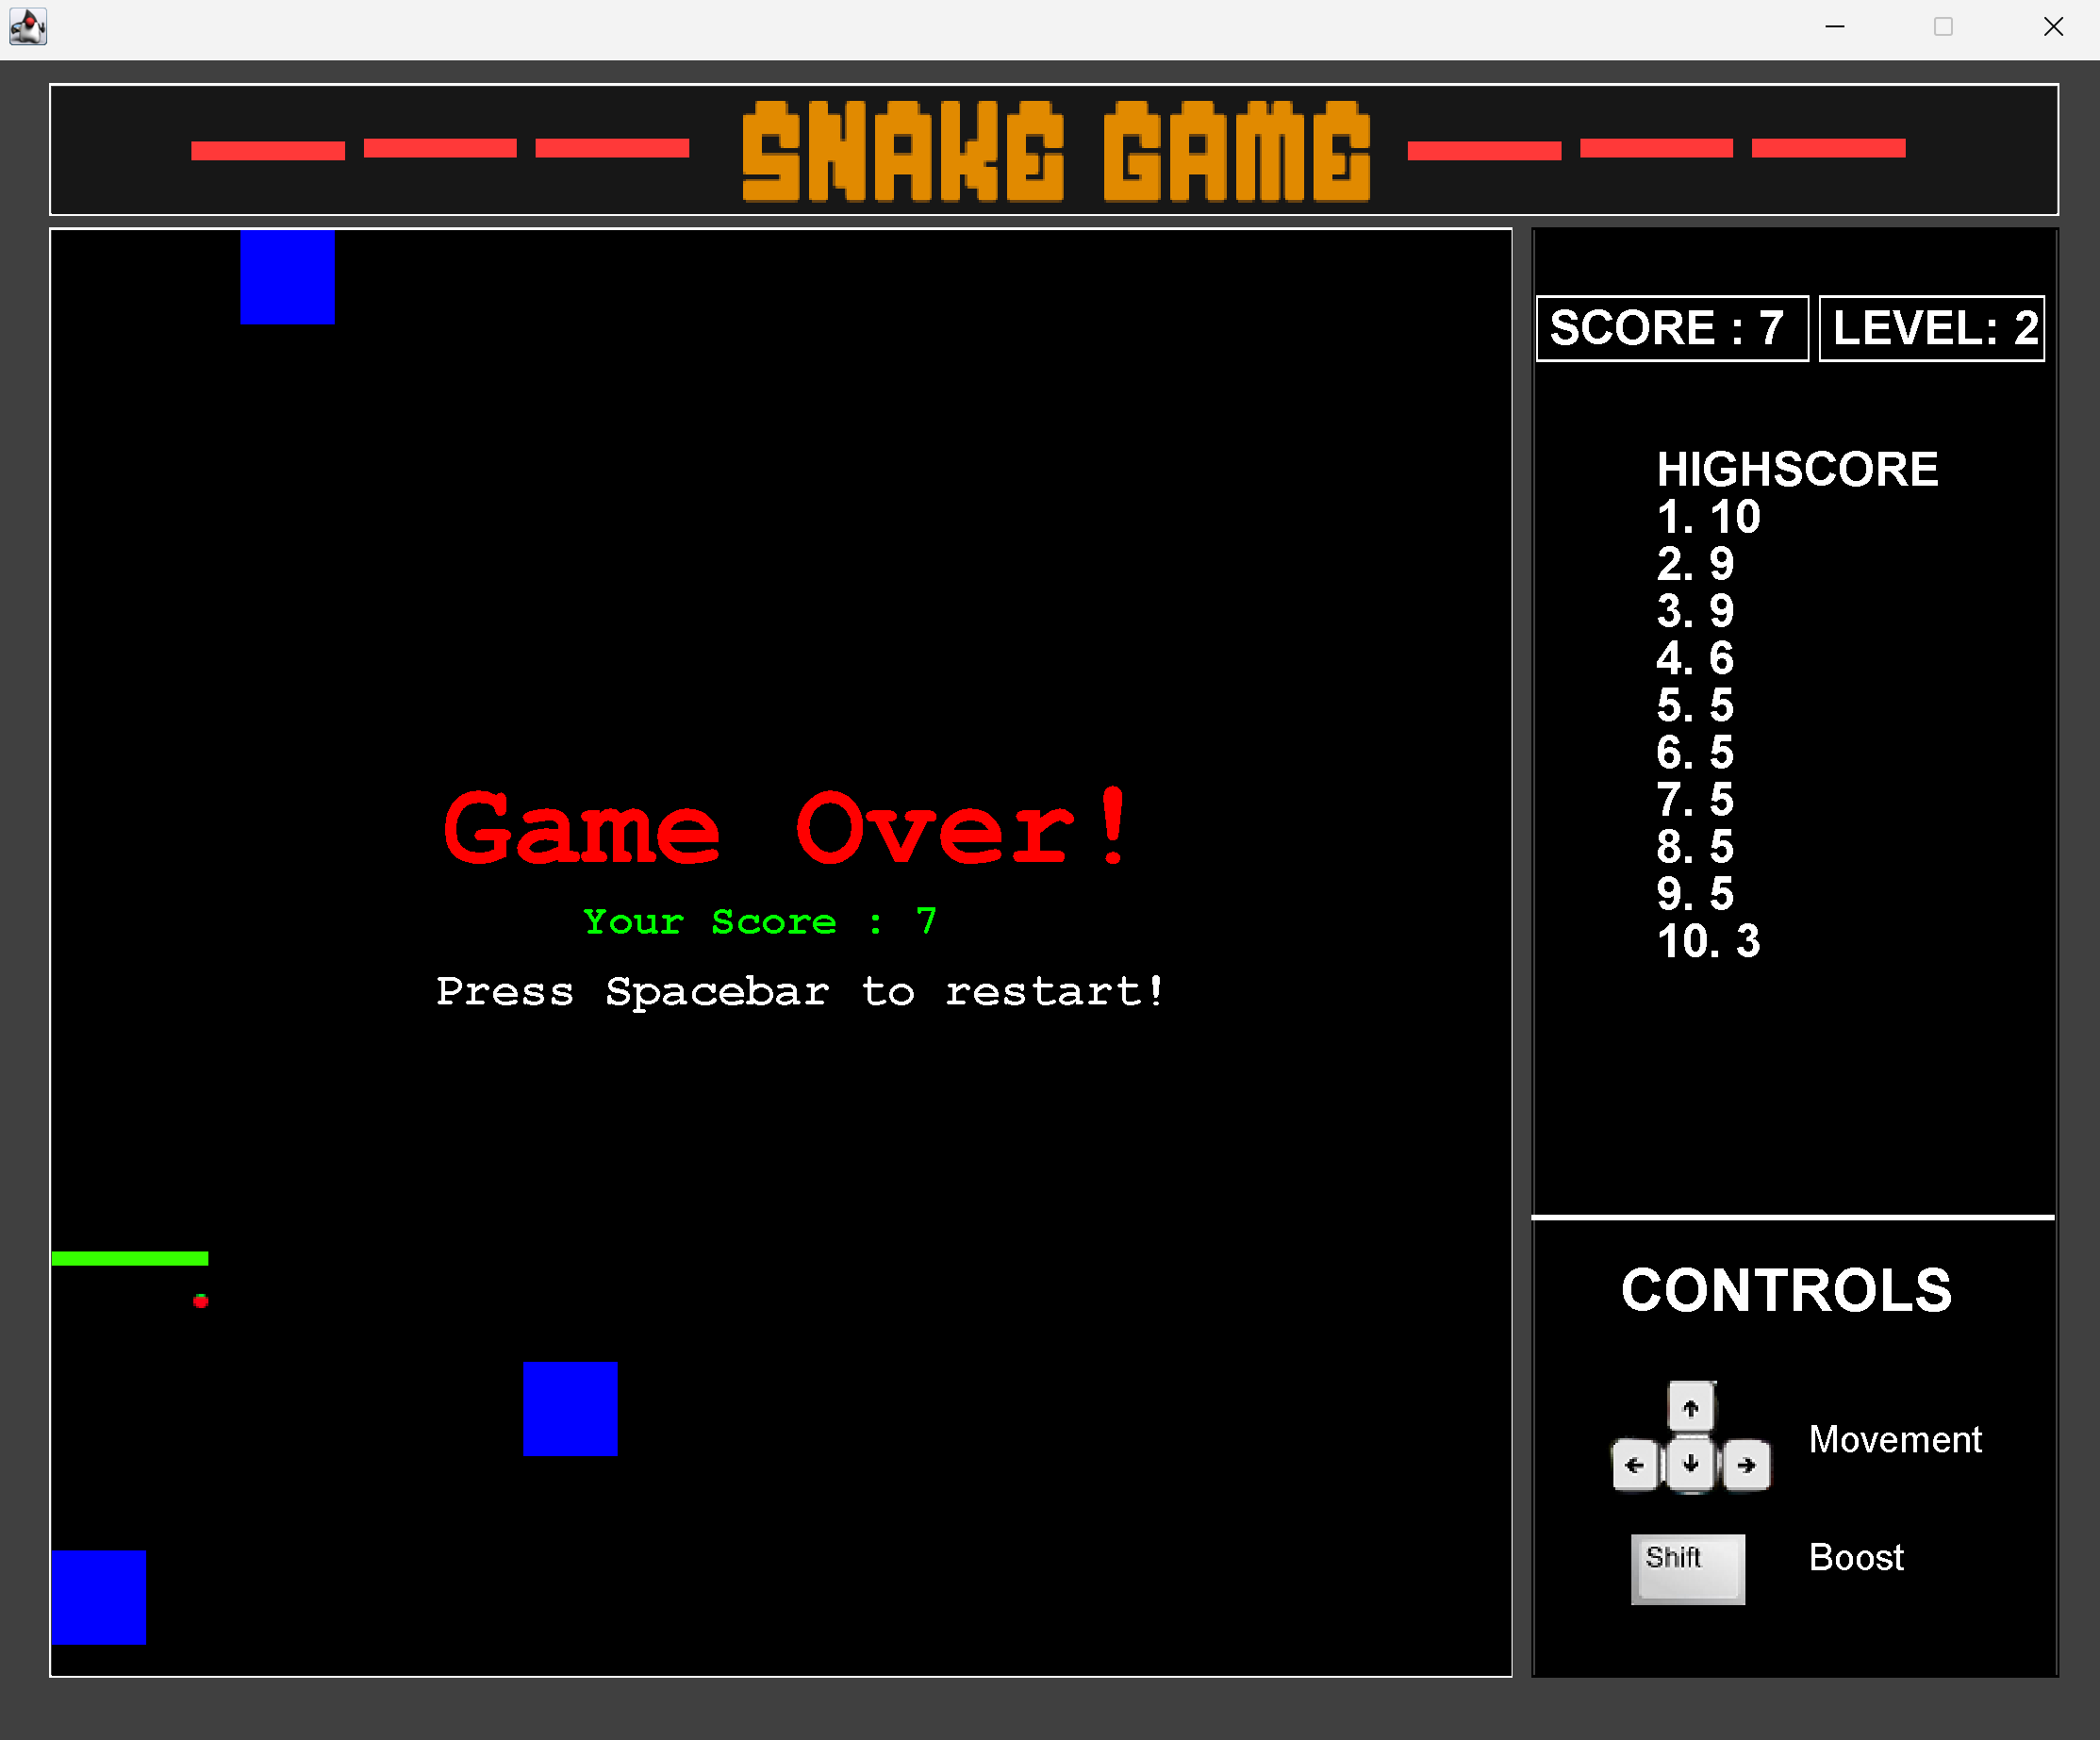 SNAKE GAME
SCORE : 7
LEVEL: 2
HIGHSCORE
1. 10
2. 9
3. 9
4. 6
5. 5
6. 5
7. 5
8. 5
9. 5
10. 3
Game Over!
Your Score : 7
Press Spacebar to restart!
CONTROLS
Movement
Shift
Boost